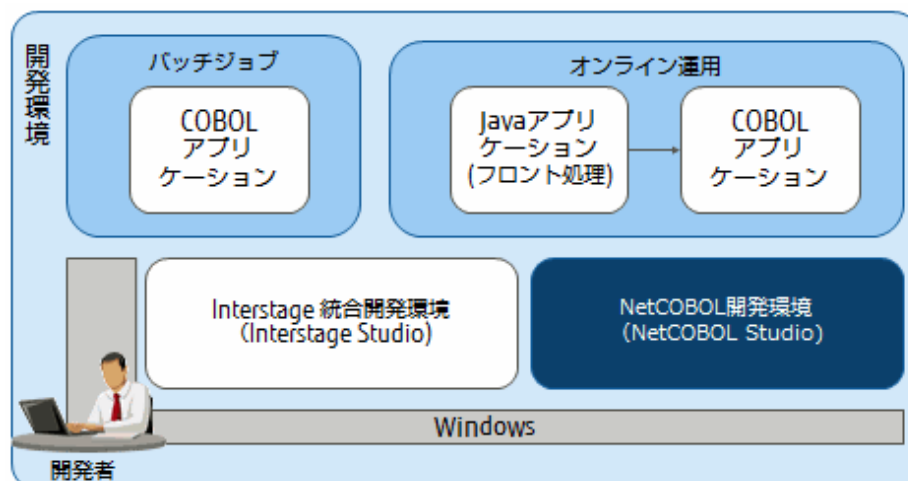 開発環境
バッチジョブ
COBOL
アプリ
ケーション
オンライン運用
Javaアプリ
ケーション
(フロント処理)
COBOL
アプリ
ケーション
Interstage 統合開発環境
(Interstage Studio)
NetCOBOL開発環境
(NetCOBOL Studio)
Windows
開発者